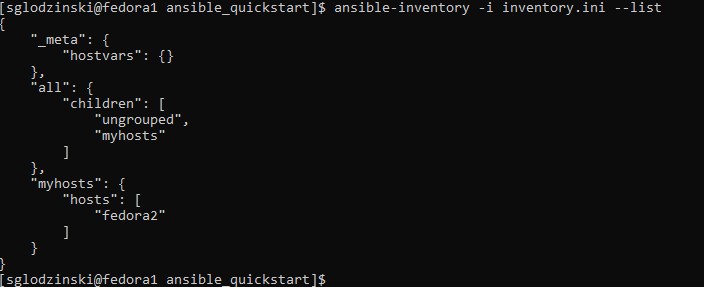 [sglodzinski@fedora1 ansible_quickstart]$ ansible-inventory -i inventory.ini --list
{
    "_meta": {
        "hostvars": {}
    },
    "all": {
        "children": [
            "ungrouped",
            "myhosts"
        ]
    },
    "myhosts": {
        "hosts": [
            "fedora2"
        ]
    }
}
[sglodzinski@fedora1 ansible_quickstart]$